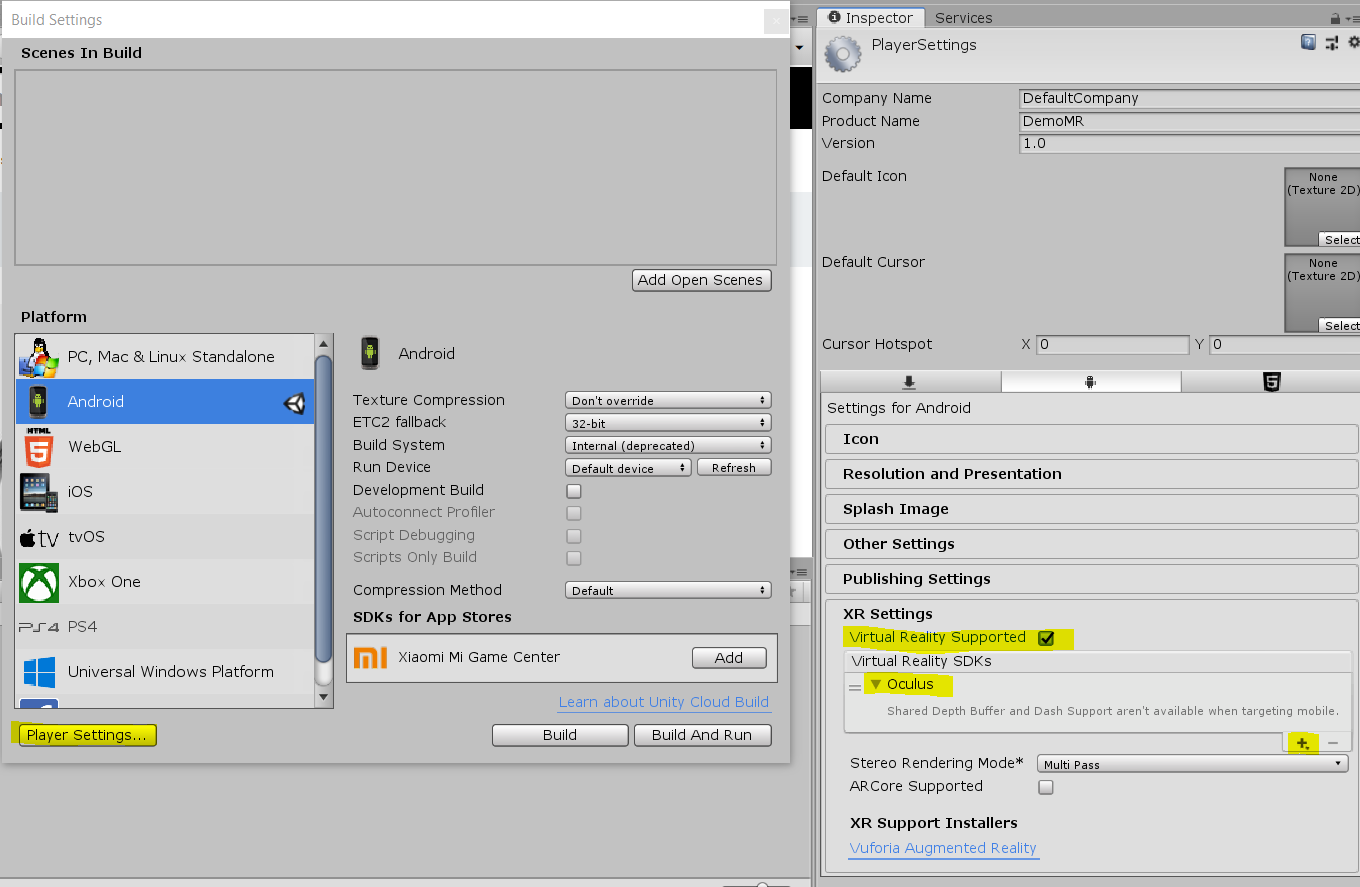 Build Settings
Scenes In Build
Add Open Scenes
Platform
PC, Mac & Linux Standalone
Android
HTML
WebGL
iOS
tv
tvOS
Xbox One
PS4
Universal Windows Platform
Player Settings...
Android
Texture Compression Don't override
ETC2 fallback 32-bit
Build System Internal (deprecated)
Run Device Default device Refresh
Development Build
Autoconnect Profiler
Script Debugging
Scripts Only Build
Compression Method Default
SDKs for App Stores
Xiaomi Mi Game Center Add
Learn about Unity Cloud Build
Build Build And Run
Inspector Services
PlayerSettings
Company Name DefaultCompany
Product Name DemoMR
Version 1.0
Default Icon
None
(Texture 2D)
Select
Default Cursor
None
(Texture 2D)
Select
Cursor Hotspot X 0 Y 0
Settings for Android
Icon
Resolution and Presentation
Splash Image
Other Settings
Publishing Settings
XR Settings
Virtual Reality Supported
Virtual Reality SDKs
Oculus
Shared Depth Buffer and Dash Support aren't available when targeting mobile.
Stereo Rendering Mode* Multi Pass
ARCore Supported
XR Support Installers
Vuforia Augmented Reality